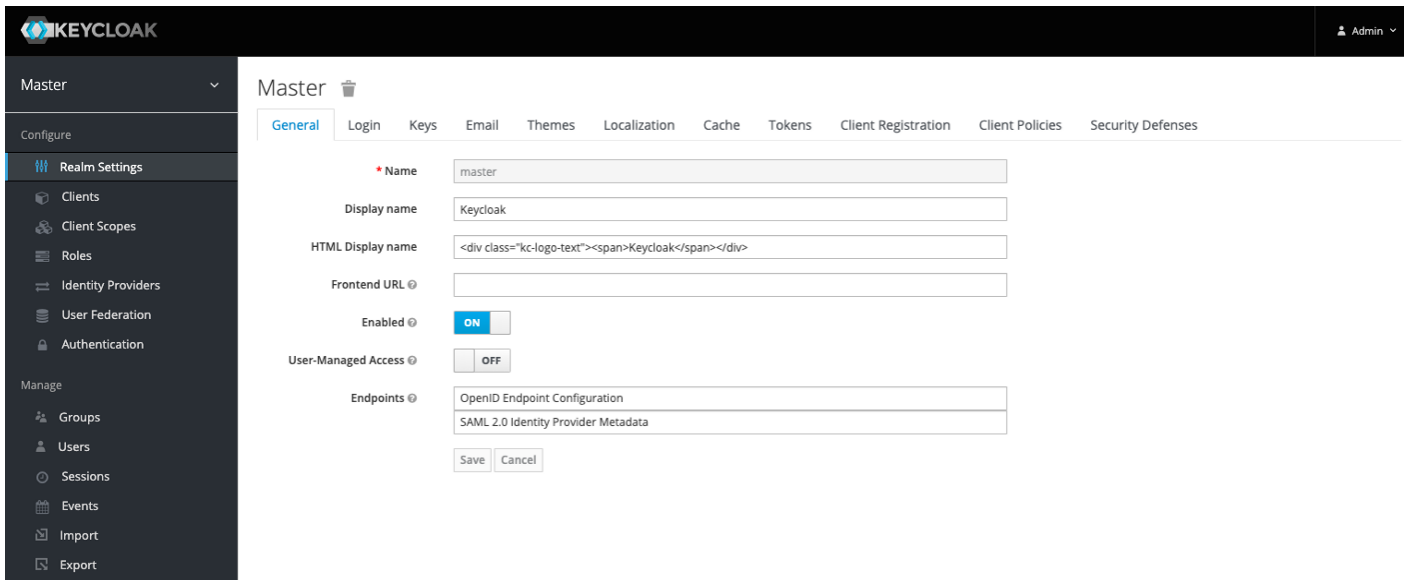 KEYCLOAK
Admin
Master
Configure
Realm Settings
Clients
Client Scopes
Roles
Identity Providers
User Federation
Authentication
Manage
Groups
Users
Sessions
Events
Import
Export
Master
General Login Keys Email Themes Localization Cache Tokens Client Registration Client Policies Security Defenses
* Name master
Display name Keycloak
HTML Display name <div class="kc-logo-text"><span>Keycloak</span></div>
Frontend URL
Enabled ON
User-Managed Access OFF
Endpoints OpenID Endpoint Configuration
SAML 2.0 Identity Provider Metadata
Save Cancel